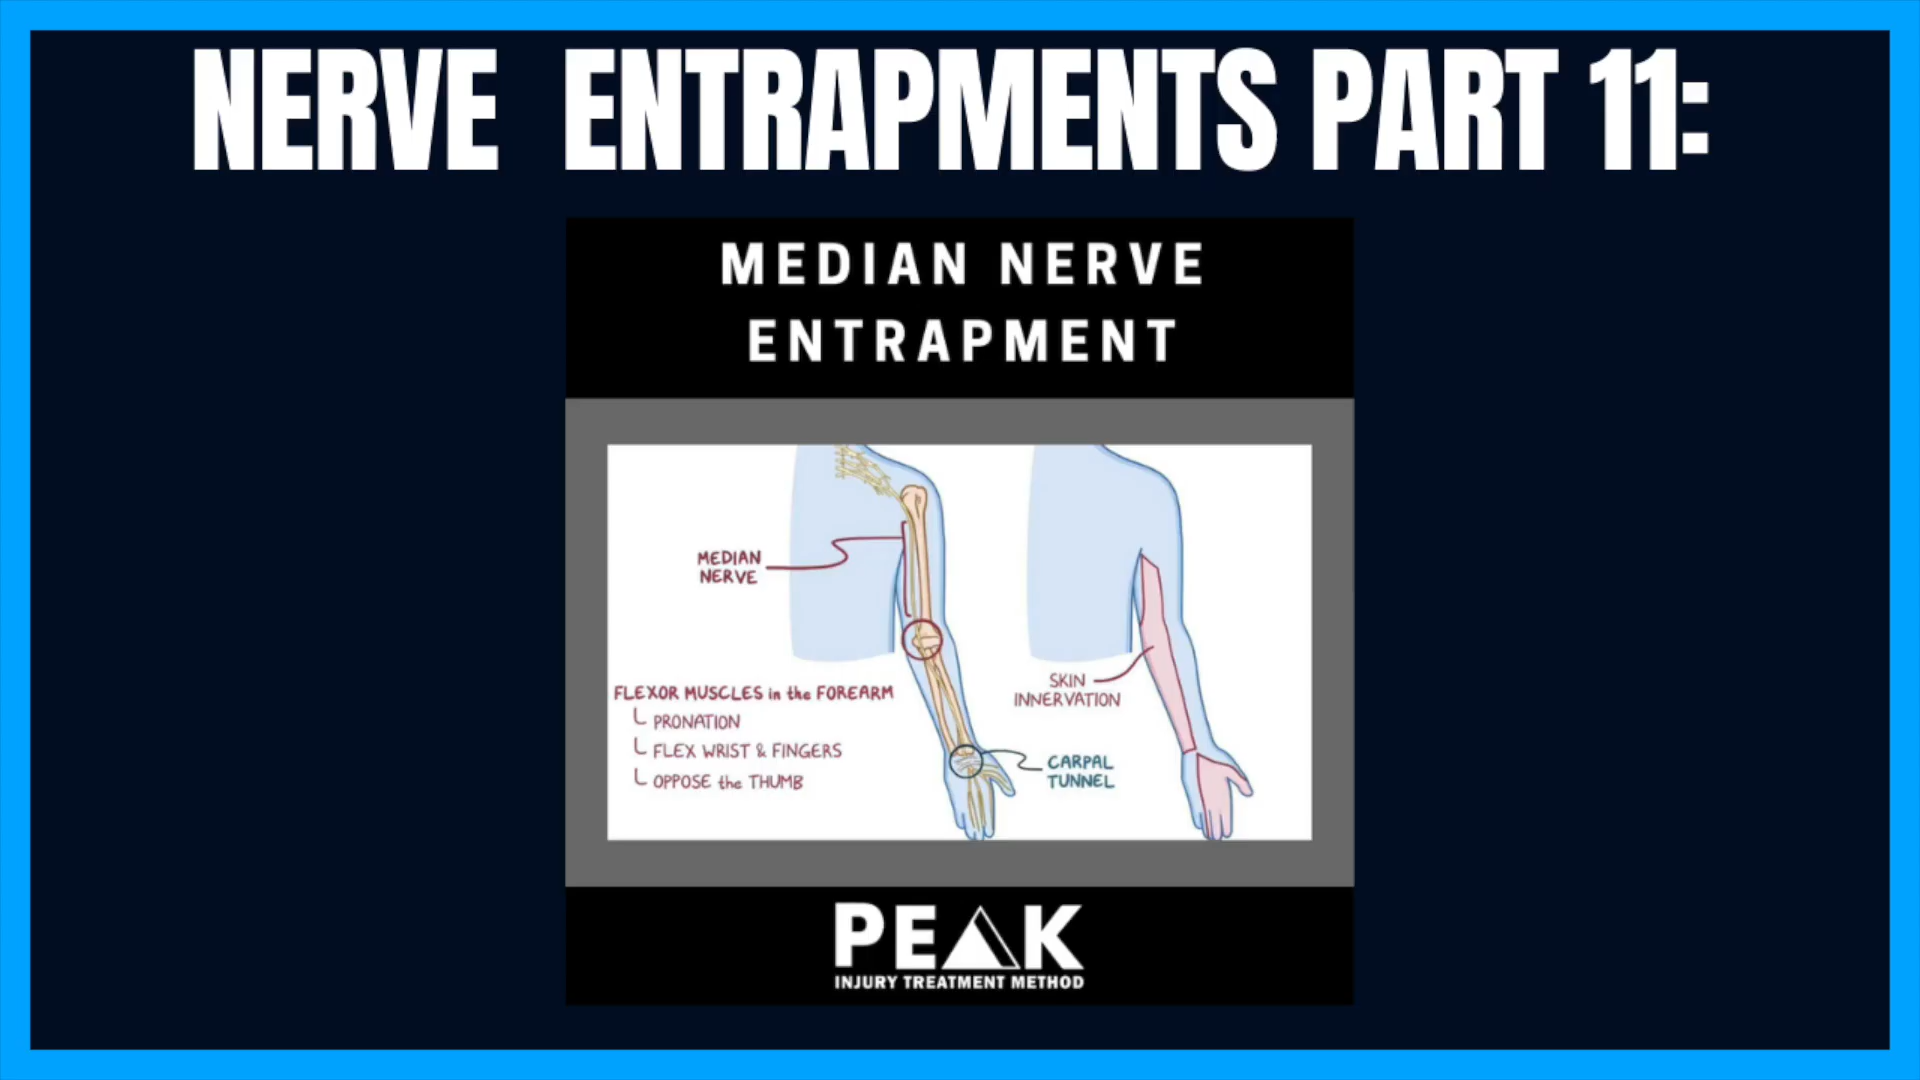 NERVE ENTRAPMENTS PART 11:
MEDIAN NERVE
ENTRAPMENT
MEDIAN
NERVE
FLEXOR MUSCLES in the FOREARM
PRONATION
FLEX WRIST & FINGERS
OPPOSE the THUMB
SKIN
INNERVATION
CARPAL
TUNNEL
PEAK
INJURY TREATMENT METHOD